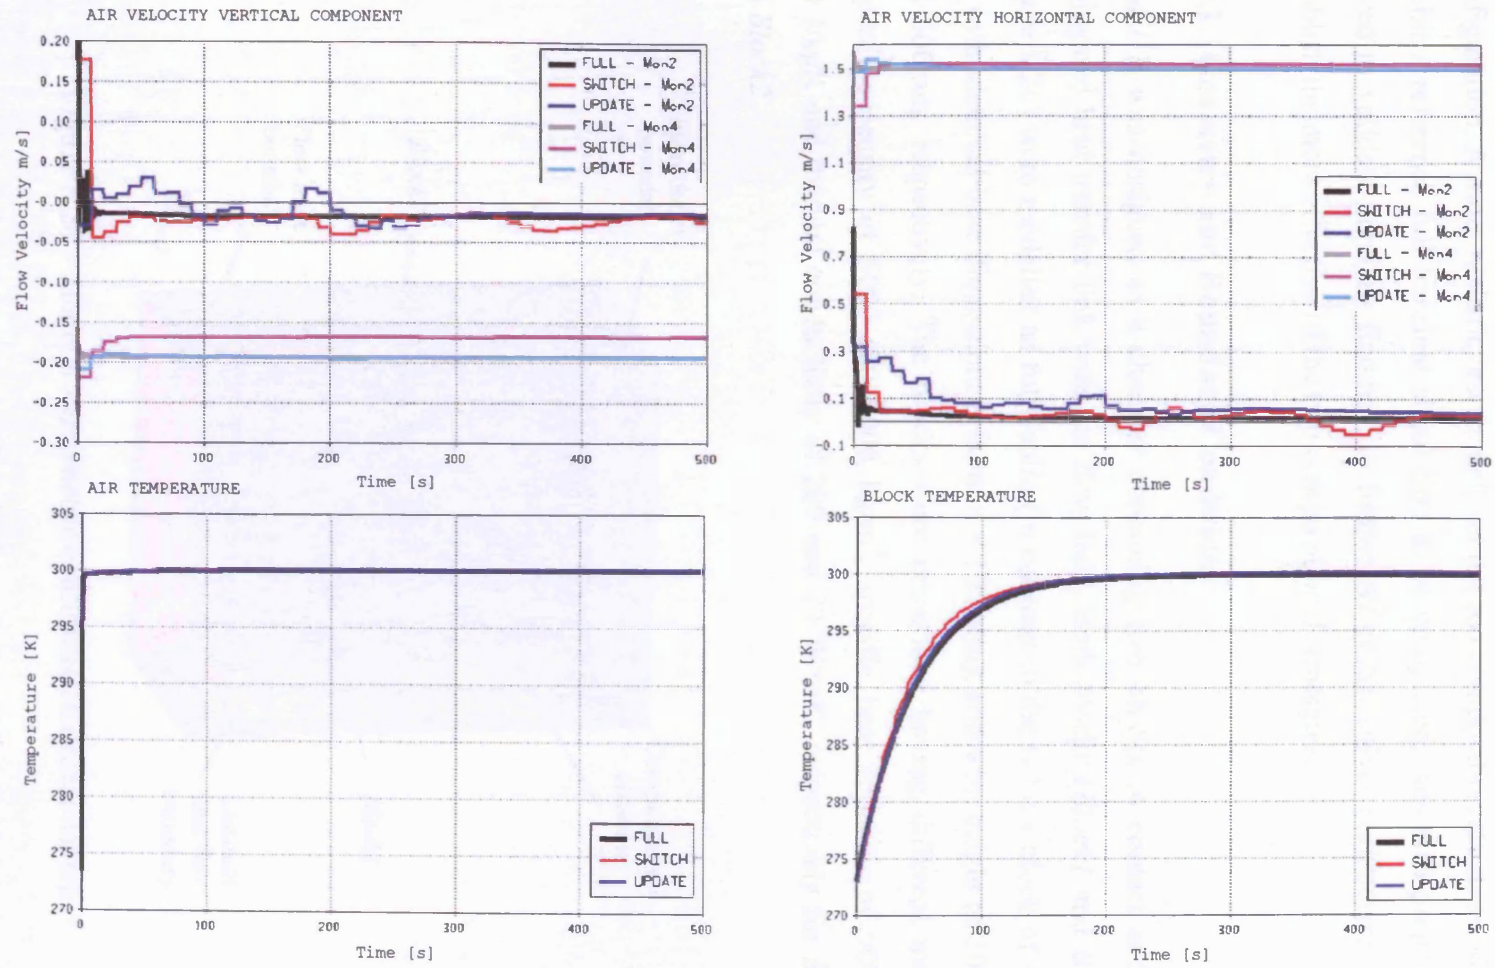 AIR VELOCITY VERTICAL COMPONENT
Flow Velocity m/s]
0.20
0.15
0.10
0.05
-0.00
-0.05
-0.10
-0.15
-0.20
-0.25
-0.30
0
100
200
300
400
500
Time [s]
FULL - Mon2
SWITCH - Mon2
UPDATE - Mon2
FULL - Mon4
SWITCH - Mon4
UPDATE - Mon4
AIR VELOCITY HORIZONTAL COMPONENT
Flow Velocity m/s]
1.5
1.3
1.1
0.9
0.7
0.5
0.3
0.1
-0.1
0
100
200
300
400
500
Time [s]
FULL - Mon2
SWITCH - Mon2
UPDATE - Mon2
FULL - Mon4
SWITCH - Mon4
UPDATE - Mon4
AIR TEMPERATURE
Temperature [K]
305
300
295
290
285
280
275
270
0
100
200
300
400
500
Time [s]
FULL
SWITCH
UPDATE
BLOCK TEMPERATURE
Temperature [K]
305
300
295
290
285
280
275
270
0
100
200
300
400
500
Time [s]
FULL
SWITCH
UPDATE